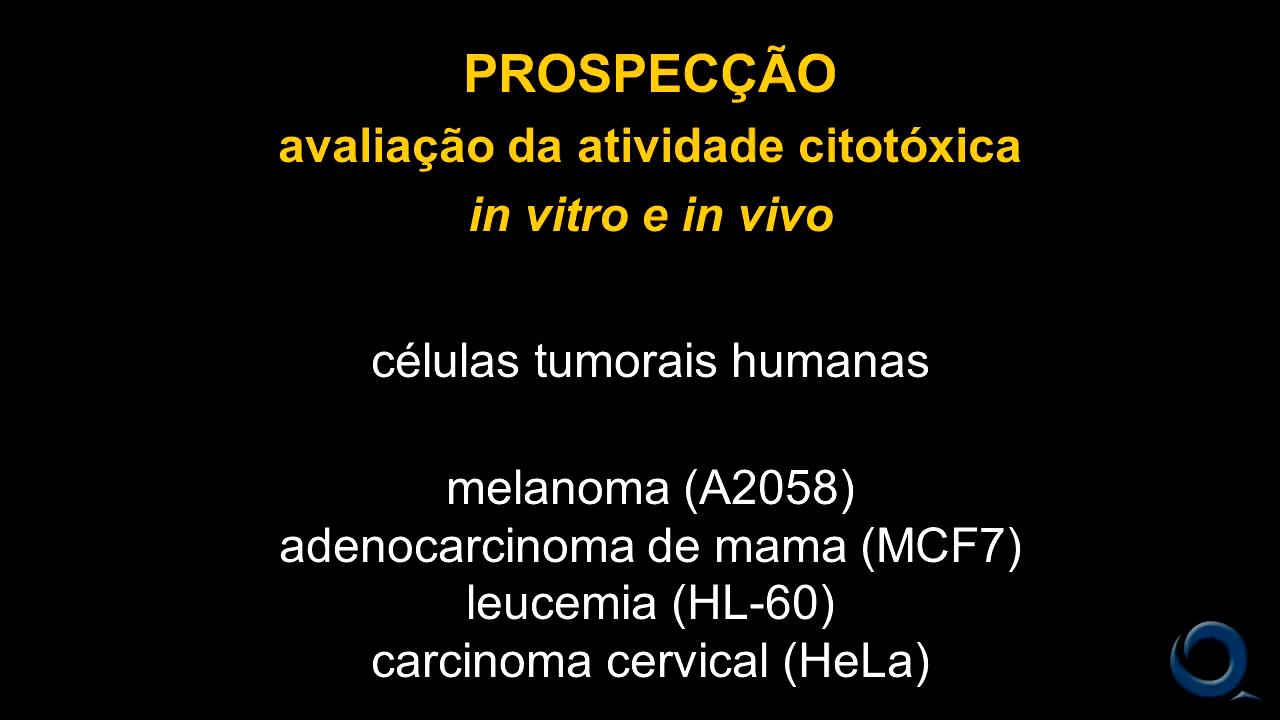 PROSPECÇÃO
avaliação da atividade citotóxica
in vitro e in vivo
células tumorais humanas
melanoma (A2058)
adenocarcinoma de mama (MCF7)
leucemia (HL-60)
carcinoma cervical (HeLa)